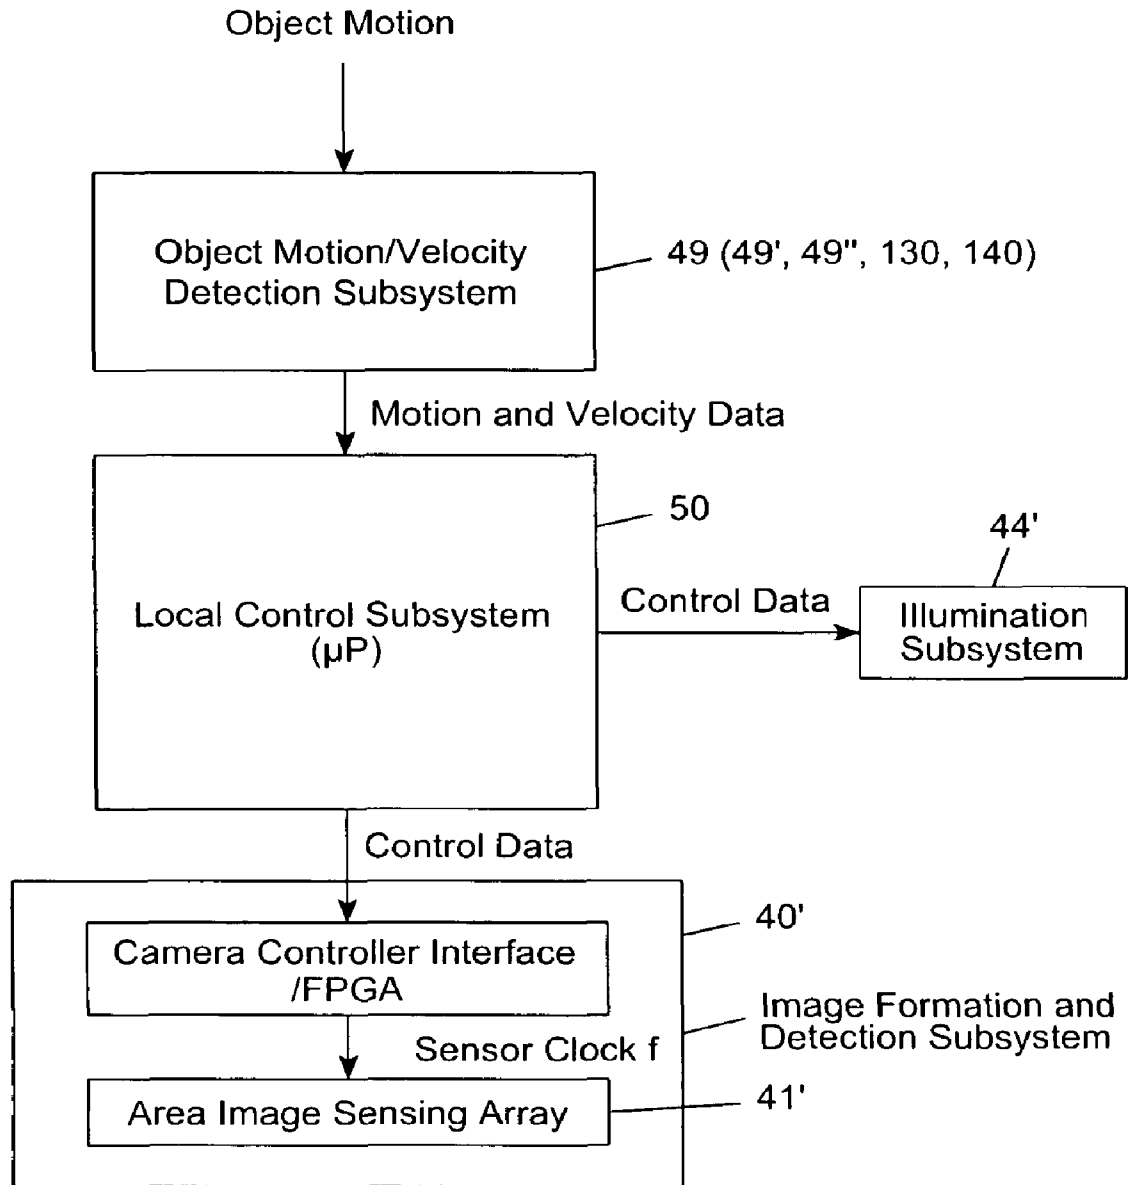 Object Motion
Object Motion/Velocity
Detection Subsystem
49 (49', 49", 130, 140)
Motion and Velocity Data
50
44'
Local Control Subsystem
(µP)
Control Data
Illumination
Subsystem
Control Data
40'
Camera Controller Interface
/FPGA
Image Formation and
Detection Subsystem
Sensor Clock f
41'
Area Image Sensing Array